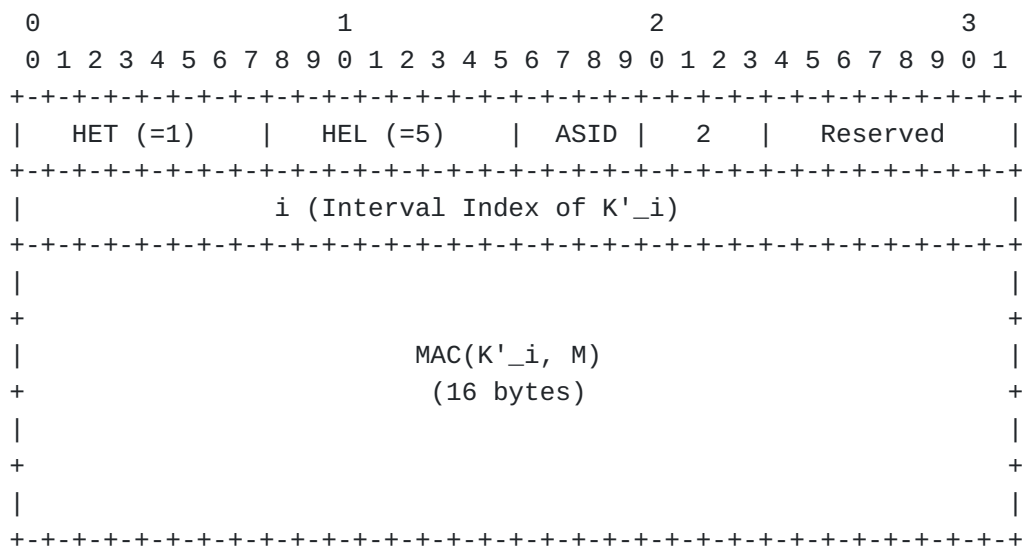 0                   1                   2                   3
 0 1 2 3 4 5 6 7 8 9 0 1 2 3 4 5 6 7 8 9 0 1 2 3 4 5 6 7 8 9 0 1
+-+-+-+-+-+-+-+-+-+-+-+-+-+-+-+-+-+-+-+-+-+-+-+-+-+-+-+-+-+-+-+-+
|   HET (=1)    |   HEL (=5)    |  ASID |   2   |   Reserved    |
+-+-+-+-+-+-+-+-+-+-+-+-+-+-+-+-+-+-+-+-+-+-+-+-+-+-+-+-+-+-+-+-+
|                i (Interval Index of K'_i)                     |
+-+-+-+-+-+-+-+-+-+-+-+-+-+-+-+-+-+-+-+-+-+-+-+-+-+-+-+-+-+-+-+-+
|                                                               |
+                                                               +
|                         MAC(K'_i, M)                          |
+                          (16 bytes)                           +
|                                                               |
+                                                               +
|                                                               |
+-+-+-+-+-+-+-+-+-+-+-+-+-+-+-+-+-+-+-+-+-+-+-+-+-+-+-+-+-+-+-+-+